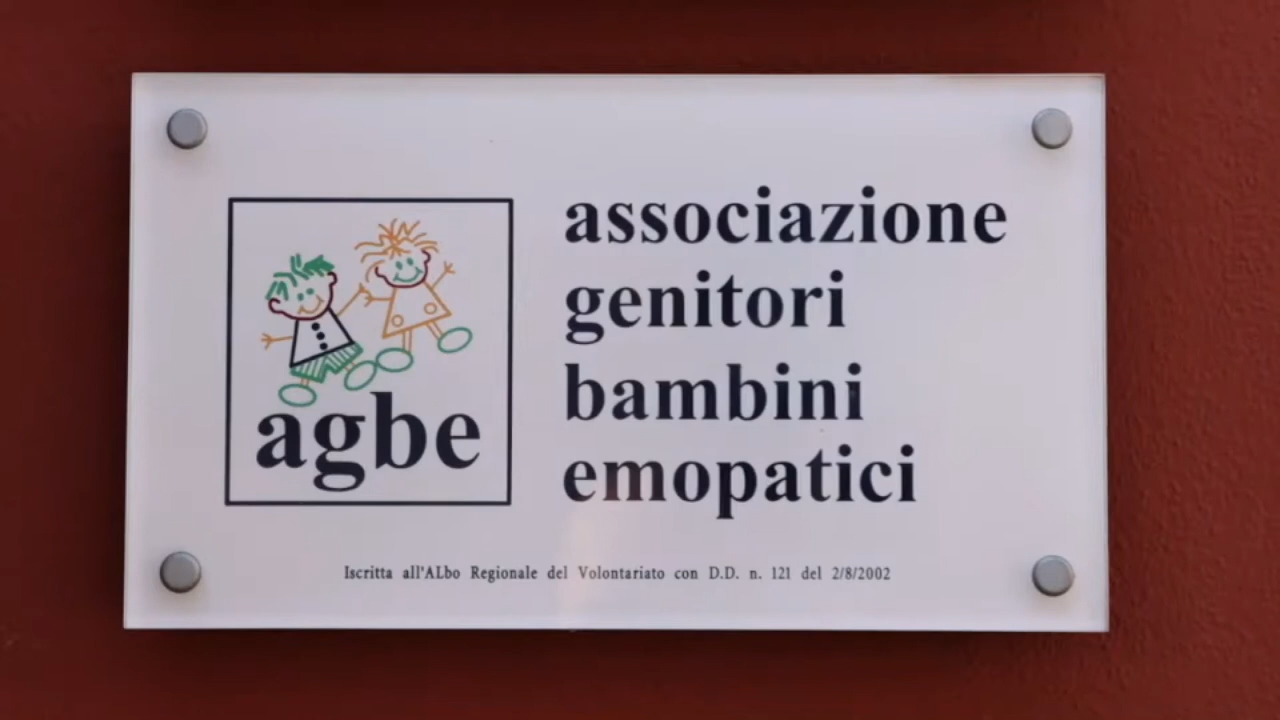 agbe
associazione
genitori
bambini
emopatici
Iscritta all'ALbo Regionale del Volontariato con D.D. n. 121 del 2/8/2002